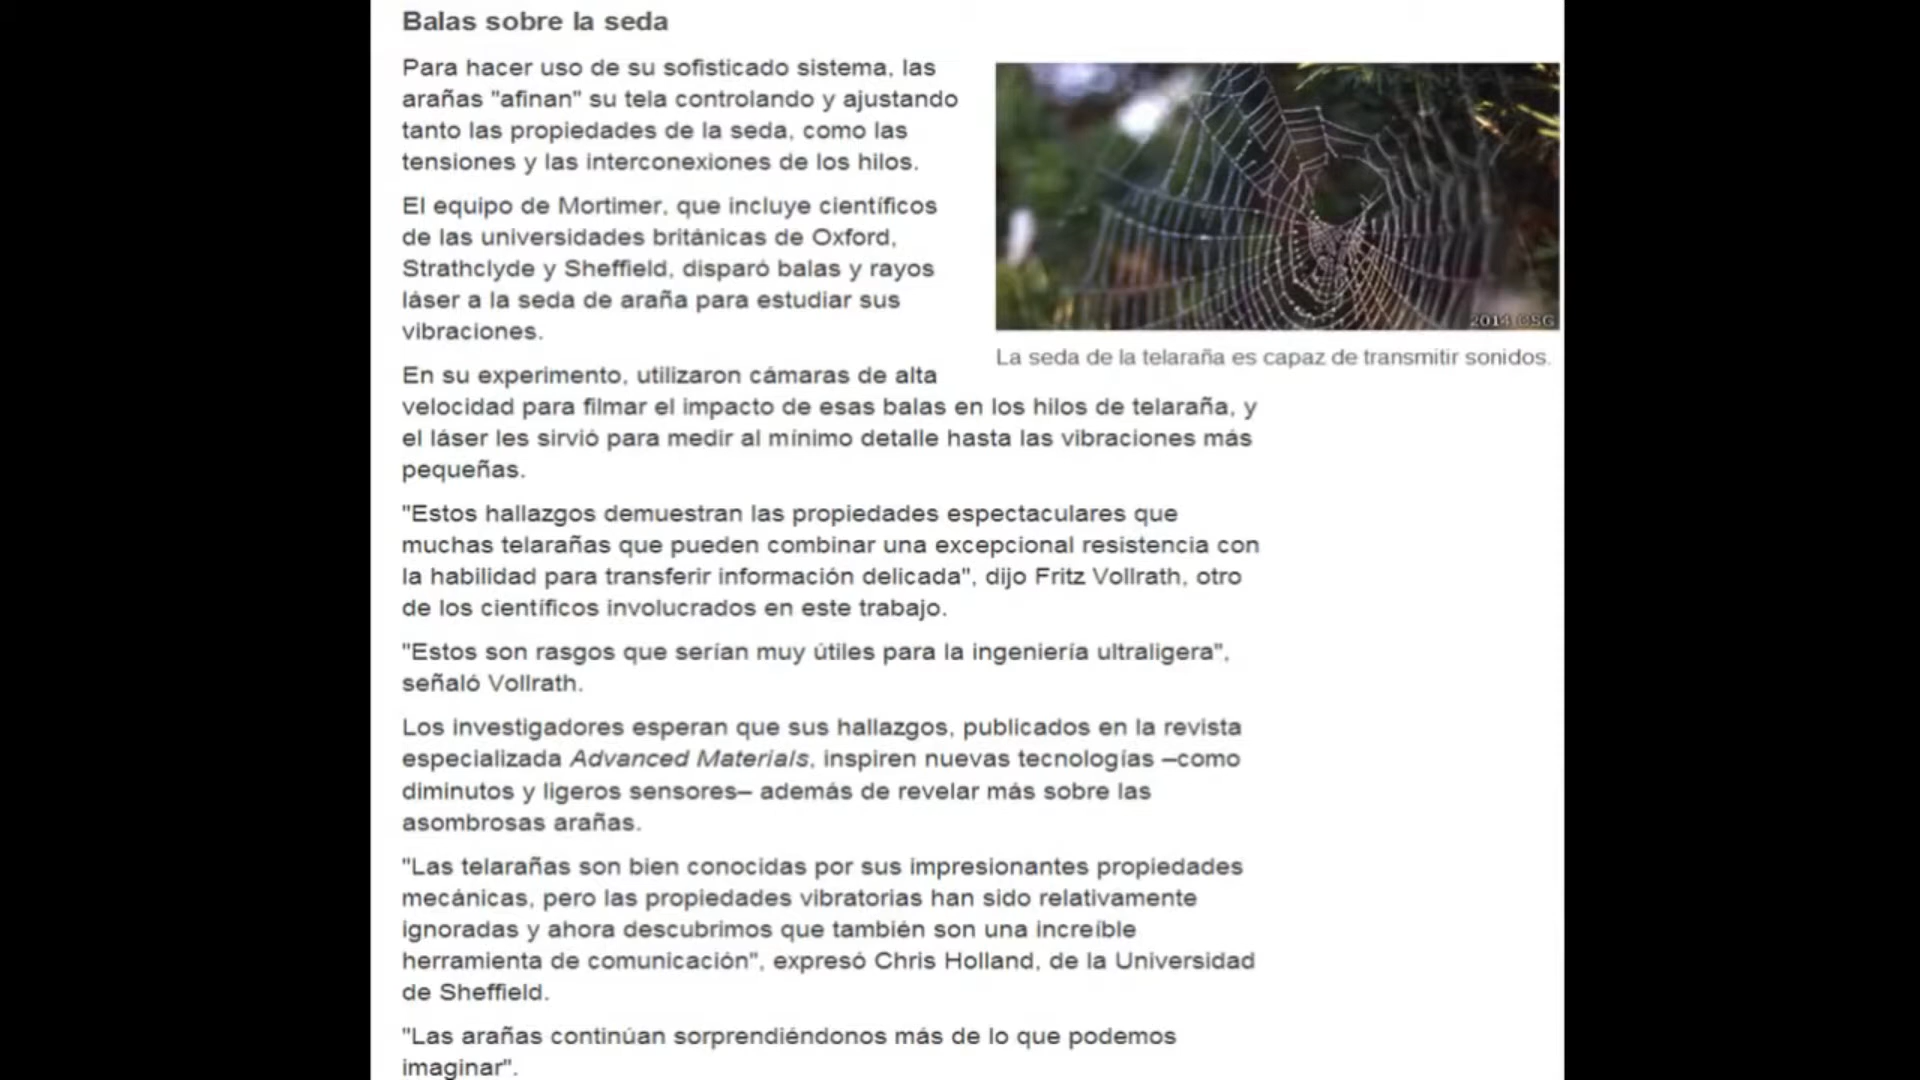 Balas sobre la seda
Para hacer uso de su sofisticado sistema, las
arañas "afinan" su tela controlando y ajustando
tanto las propiedades de la seda, como las
tensiones y las interconexiones de los hilos.
El equipo de Mortimer, que incluye científicos
de las universidades británicas de Oxford,
Strathclyde y Sheffield, disparó balas y rayos
láser a la seda de araña para estudiar sus
vibraciones.
2014 CSG
La seda de la telaraña es capaz de transmitir sonidos.
En su experimento, utilizaron cámaras de alta
velocidad para filmar el impacto de esas balas en los hilos de telaraña, y
el láser les sirvió para medir al mínimo detalle hasta las vibraciones más
pequeñas.
"Estos hallazgos demuestran las propiedades espectaculares que
muchas telarañas que pueden combinar una excepcional resistencia con
la habilidad para transferir información delicada", dijo Fritz Vollrath, otro
de los científicos involucrados en este trabajo.
"Estos son rasgos que serían muy útiles para la ingeniería ultraligera",
señaló Vollrath.
Los investigadores esperan que sus hallazgos, publicados en la revista
especializada Advanced Materials, inspiren nuevas tecnologías –como
diminutos y ligeros sensores– además de revelar más sobre las
asombrosas arañas.
"Las telarañas son bien conocidas por sus impresionantes propiedades
mecánicas, pero las propiedades vibratorias han sido relativamente
ignoradas y ahora descubrimos que también son una increíble
herramienta de comunicación", expresó Chris Holland, de la Universidad
de Sheffield.
"Las arañas continúan sorprendiéndonos más de lo que podemos
imaginar".